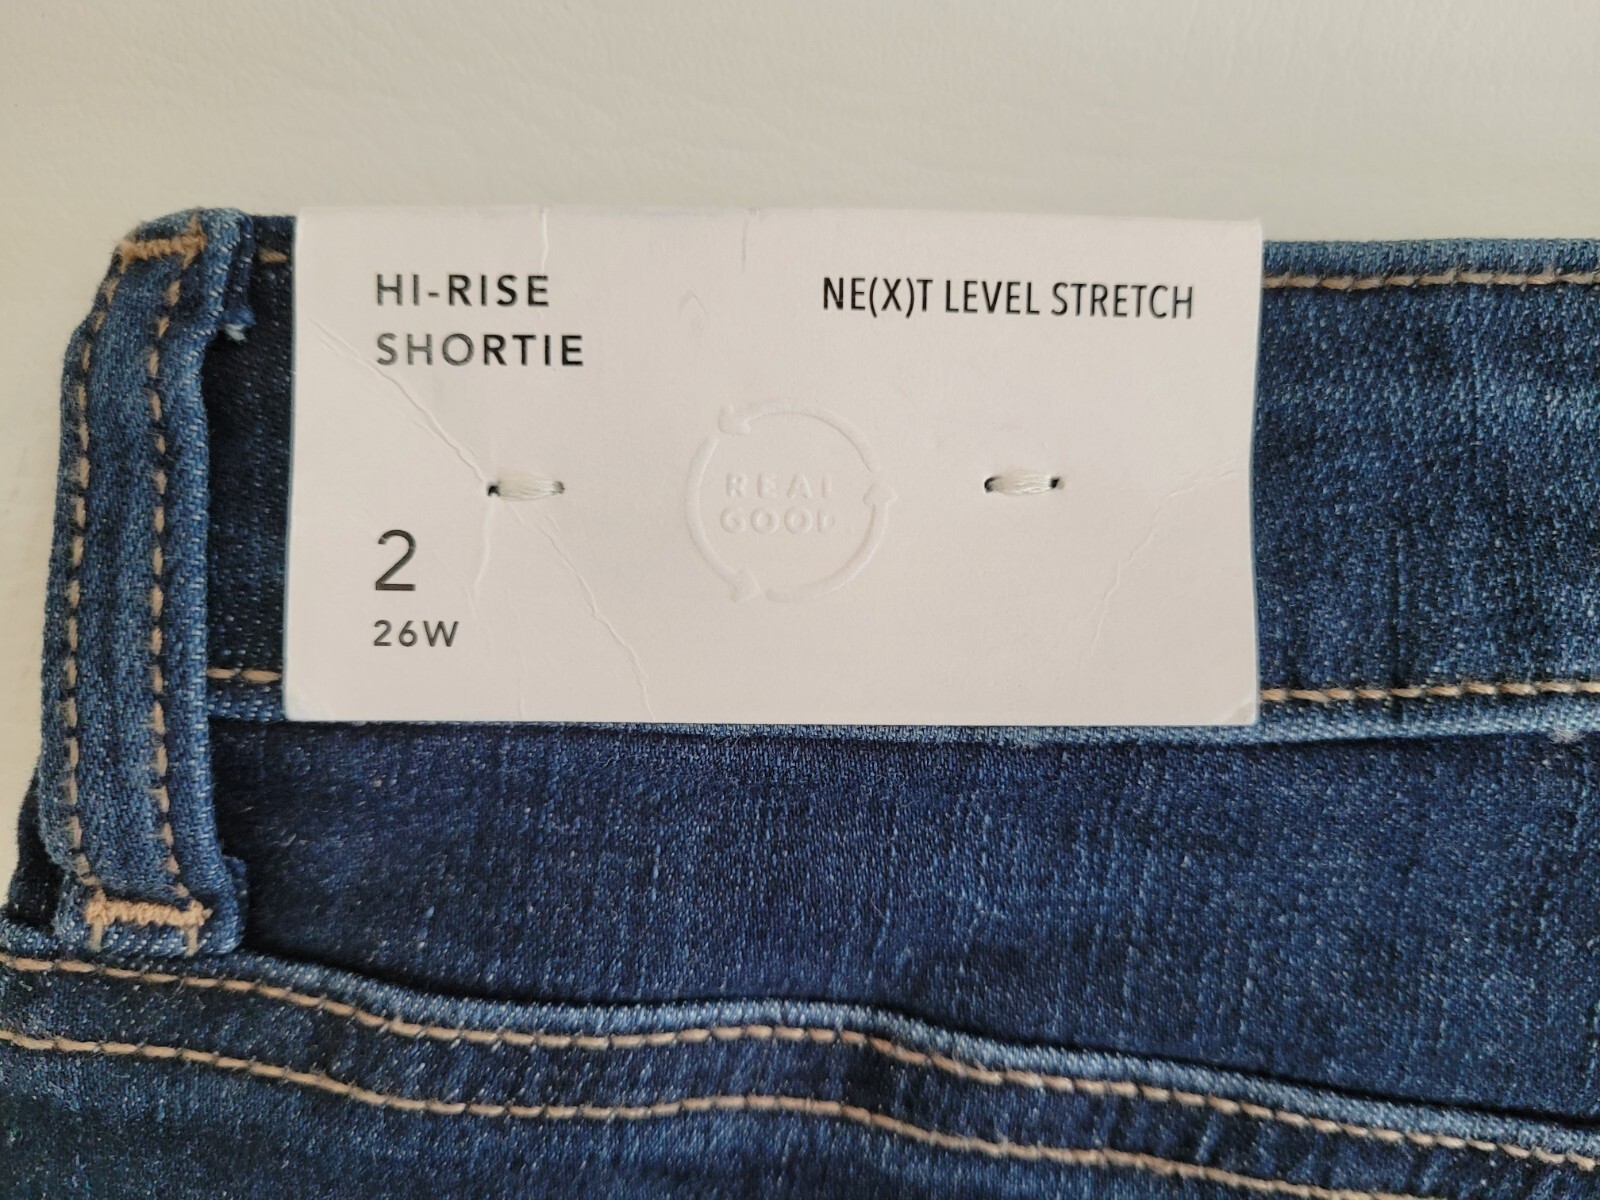 HI-RISE
SHORTIE
NE(X)T LEVEL STRETCH
REAL
GOOD
2
26W